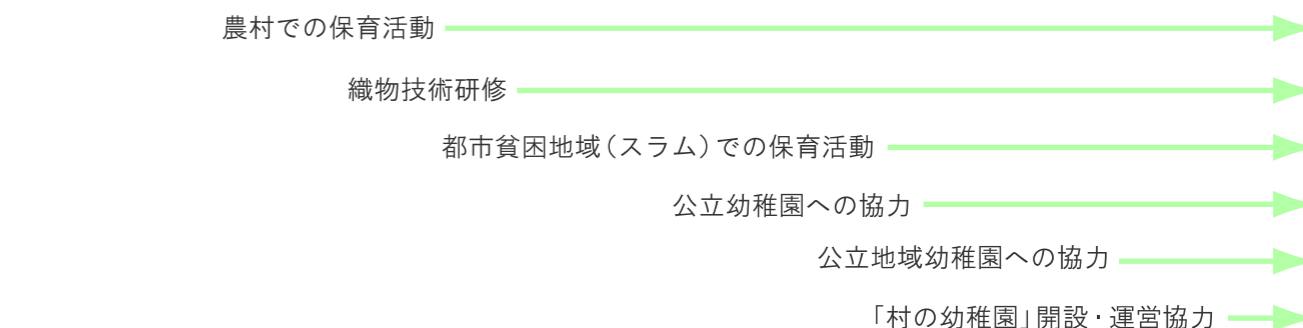 農村での保育活動
織物技術研修
都市貧困地域（スラム）での保育活動
公立幼稚園への協力
公立地域幼稚園への協力
「村の幼稚園」開設・運営協力